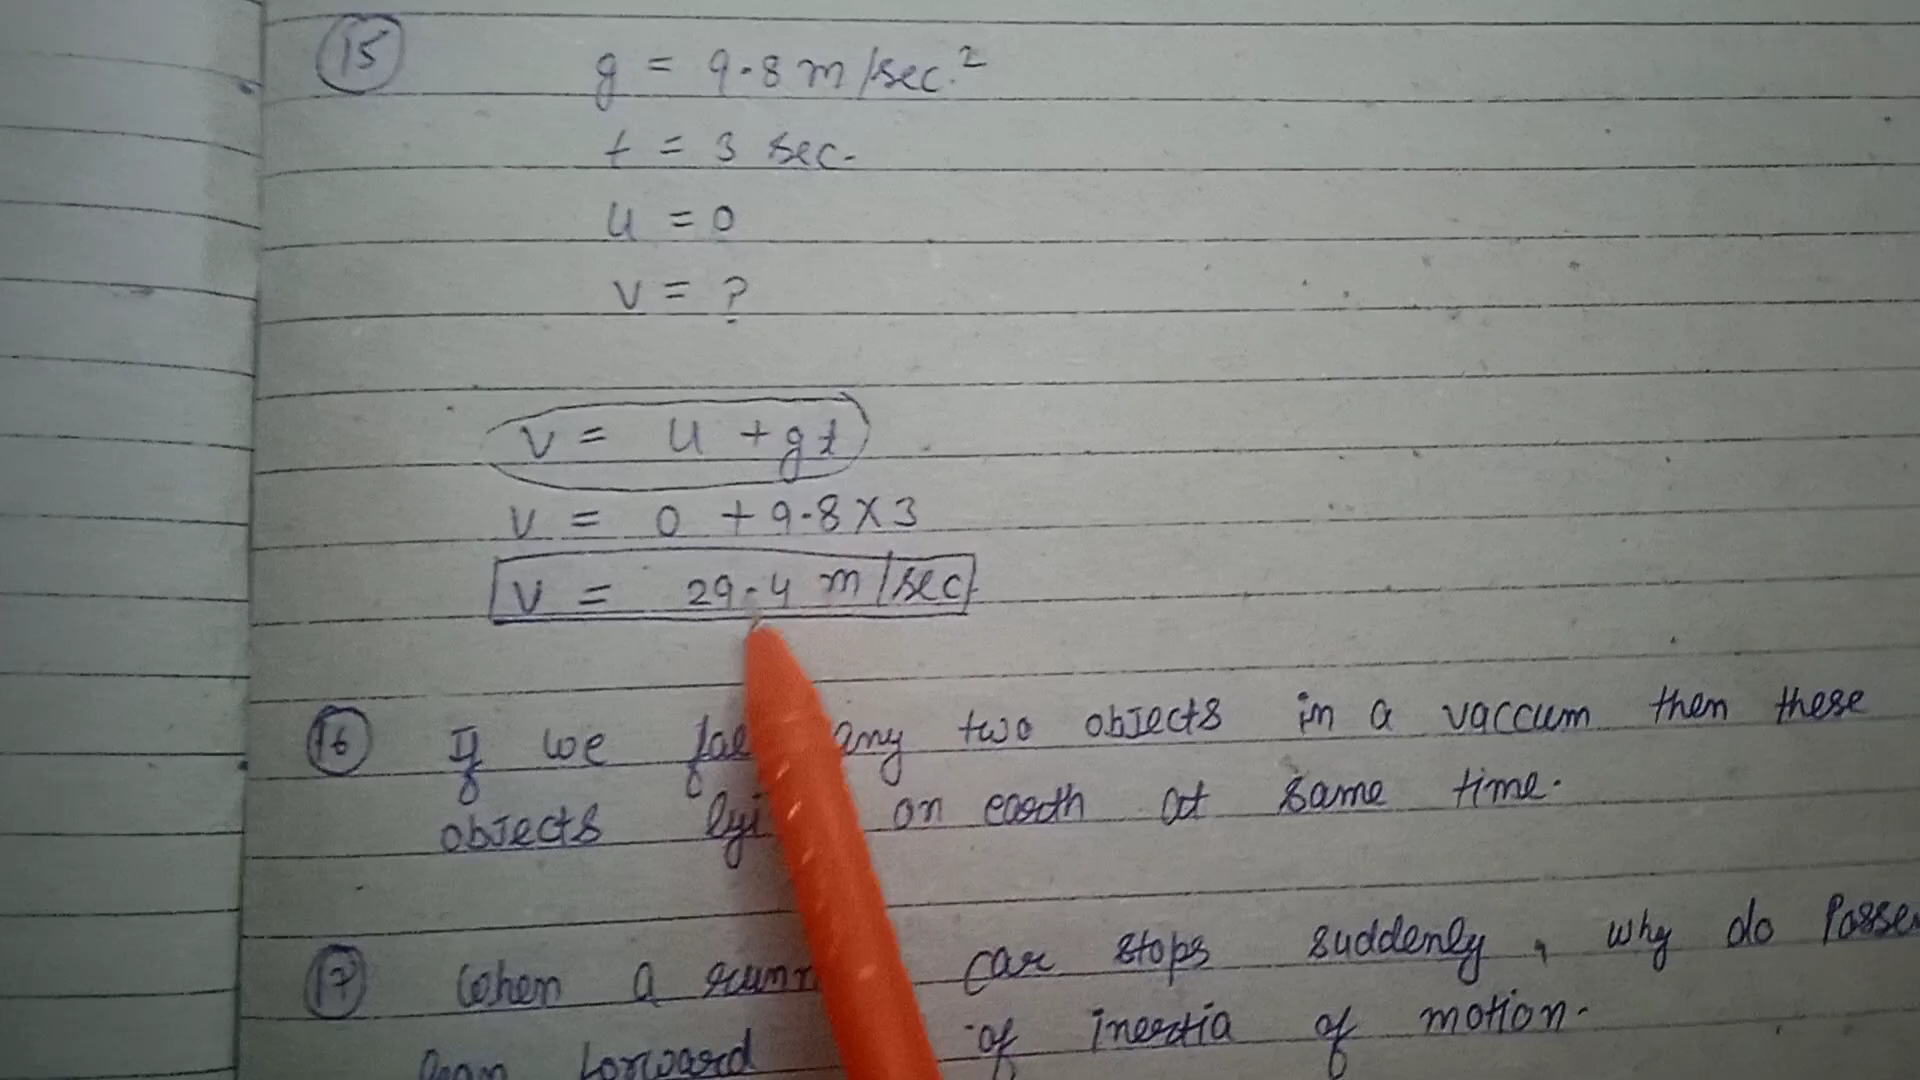 15 g = 9.8 m/sec.²
t = 3 sec.
u = 0
v = ?
v = u + gt
v = 0 + 9.8 x 3
v = 29.4 m/sec
16 If we any two objects in a vaccum then these
objects on earth at same time.
17 When a car stops suddenly, why do
forward of inertia of motion.